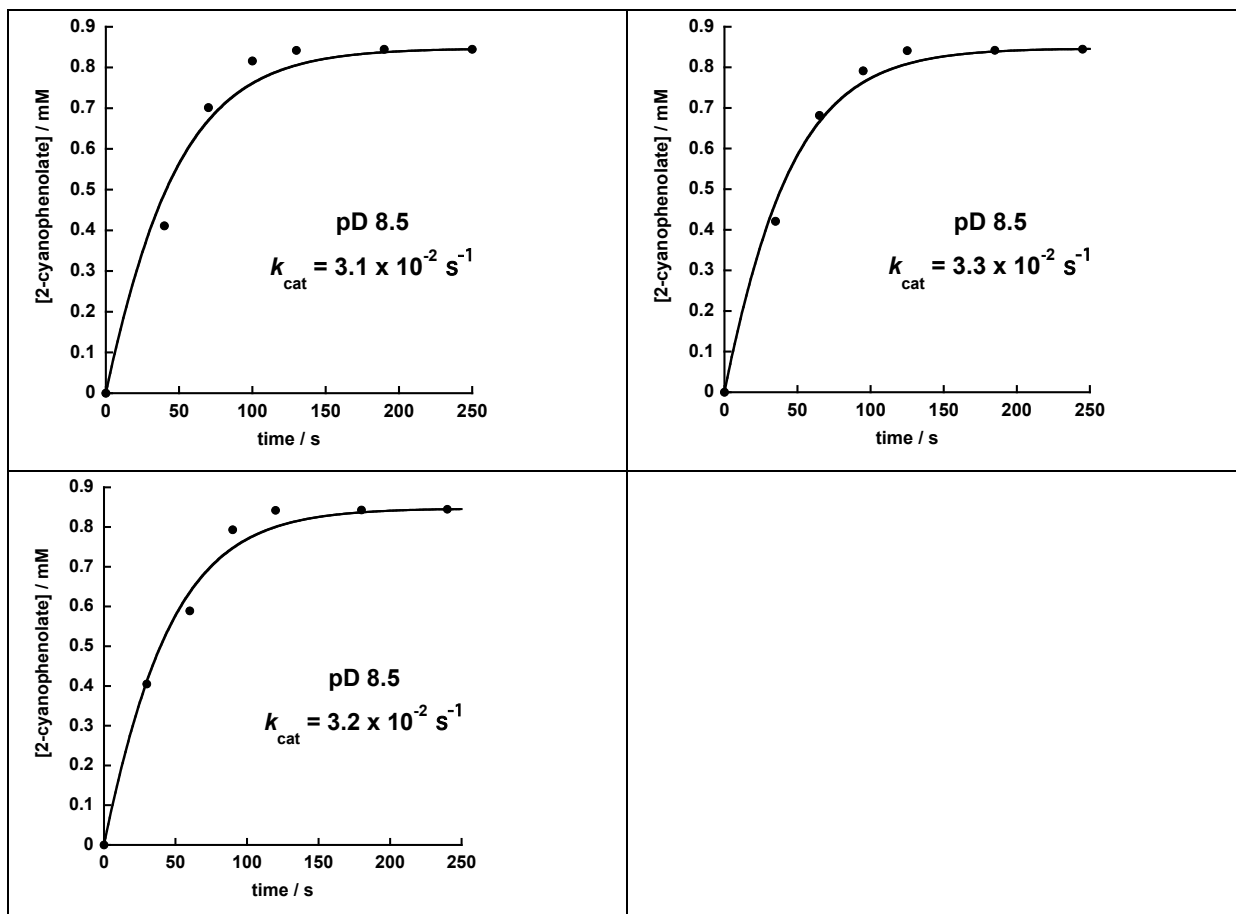 0.9
0.8
0.7
0.6
0.5
0.4
0.3
0.2
0.1
0
[2-cyanophenolate] / mM
pD 8.5
k_cat = 3.1 x 10⁻² s⁻¹
0 50 100 150 200 250
time / s
0.9
0.8
0.7
0.6
0.5
0.4
0.3
0.2
0.1
0
[2-cyanophenolate] / mM
pD 8.5
k_cat = 3.3 x 10⁻² s⁻¹
0 50 100 150 200 250
time / s
0.9
0.8
0.7
0.6
0.5
0.4
0.3
0.2
0.1
0
[2-cyanophenolate] / mM
pD 8.5
k_cat = 3.2 x 10⁻² s⁻¹
0 50 100 150 200 250
time / s